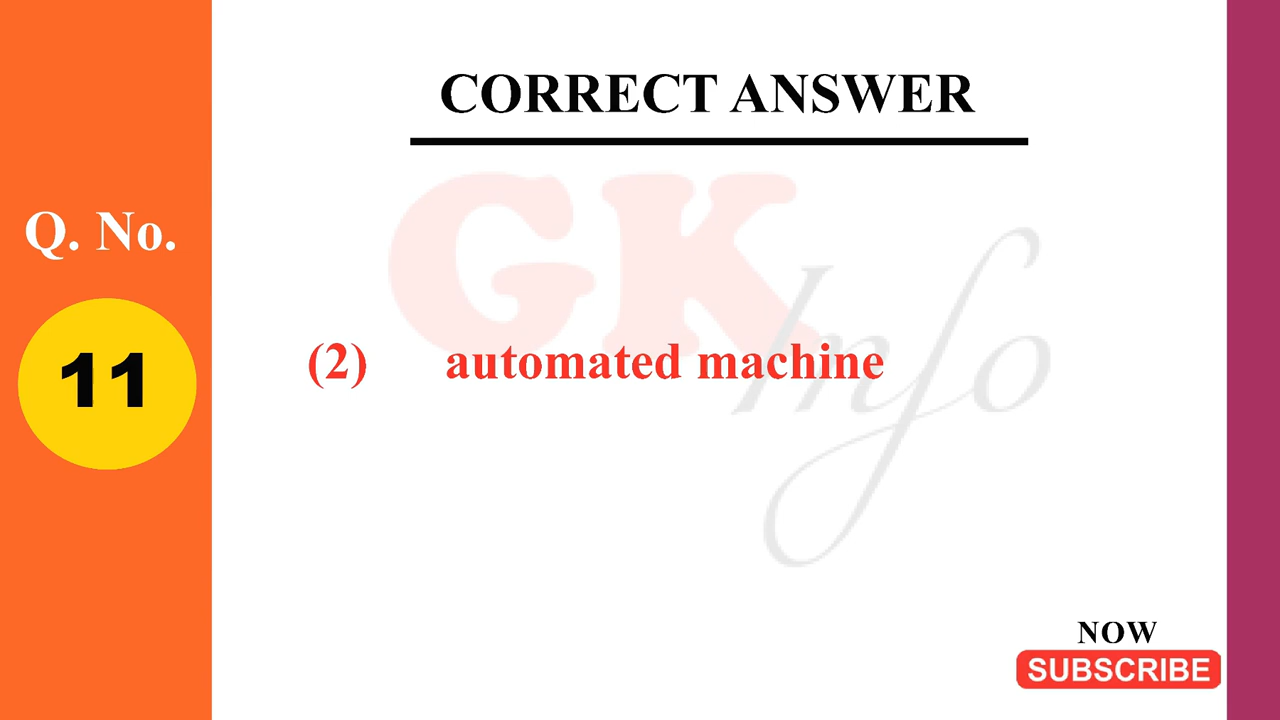 CORRECT ANSWER
GK Info
Q. No.
11
(2) automated machine
NOW
SUBSCRIBE